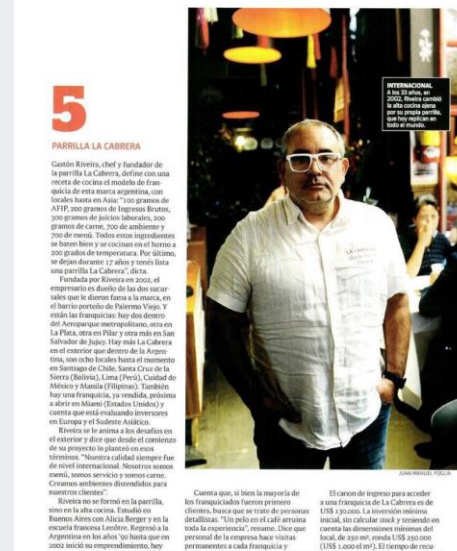 5
PARRILLA LA CABRERA
Gastón Riveira, chef y fundador de
la parrilla La Cabrera, define con una
receta de cocina el modelo de fran-
quicia de esta marca argentina, con
locales hasta en Asia: "100 gramos de
AFIP, 200 gramos de Ingresos Brutos,
300 gramos de juicios laborales, 200
gramos de carne, 700 de ambiente y
700 de menú. Todos estos ingredientes
se baten bien y se cocinan en el horno a
200 grados de temperatura. Por último,
se dejan durante 17 años y tenés lista
una parrilla La Cabrera", dicta.
Fundada por Riveira en 2002, el
empresario es dueño de las dos sucur-
sales que le dieron fama a la marca, en
el barrio porteño de Palermo Viejo. Y
están las franquicias: hay dos dentro
del Aeroparque metropolitano, otra en
La Plata, otra en Pilar y otra más en San
Salvador de Jujuy. Hay más La Cabrera
en el exterior que dentro de la Argen-
tina, son ocho locales hasta el momento
en Santiago de Chile, Santa Cruz de la
Sierra (Bolivia), Lima (Perú), Cuidad de
México y Manila (Filipinas). También
hay una franquicia, ya vendida, próxima
a abrir en Miami (Estados Unidos) y
cuenta que está evaluando inversores
en Europa y el Sudeste Asiático.
Riveira se le anima a los desafíos en
el exterior y dice que desde el comienzo
de su proyecto lo planteó en esos
términos. "Nuestra calidad siempre fue
de nivel internacional. Nosotros somos
menú, somos servicio y somos carne.
Creamos ambientes distendidos para
nuestros clientes".
Riveira no se formó en la parrilla,
sino en la alta cocina. Estudió en
Buenos Aires con Alicia Berger y en la
escuela francesa Lenôtre. Regresó a la
Argentina en los años '90 hasta que en
2002 inició su emprendimiento, hoy
INTERNACIONAL
A los 33 años, en
2002, Riveira cambió
la alta cocina ajena
por su propia parrilla,
que hoy replican en
todo el mundo.
LA CABRERA
JUAN MANUEL FOGLIA
Cuenta que, si bien la mayoría de
los franquiciados fueron primero
clientes, busca que se trate de personas
detallistas. "Un pelo en el café arruina
toda la experiencia", resume. Dice que
personal de la empresa hace visitas
permanentes a cada franquicia y
El canon de ingreso para acceder
a una franquicia de La Cabrera es de
US$ 130.000. La inversión mínima
inicial, sin calcular stock y teniendo en
cuenta las dimensiones mínimas del
local, de 250 m², ronda US$ 250.000
(US$ 1.000 el m²). El tiempo de recu